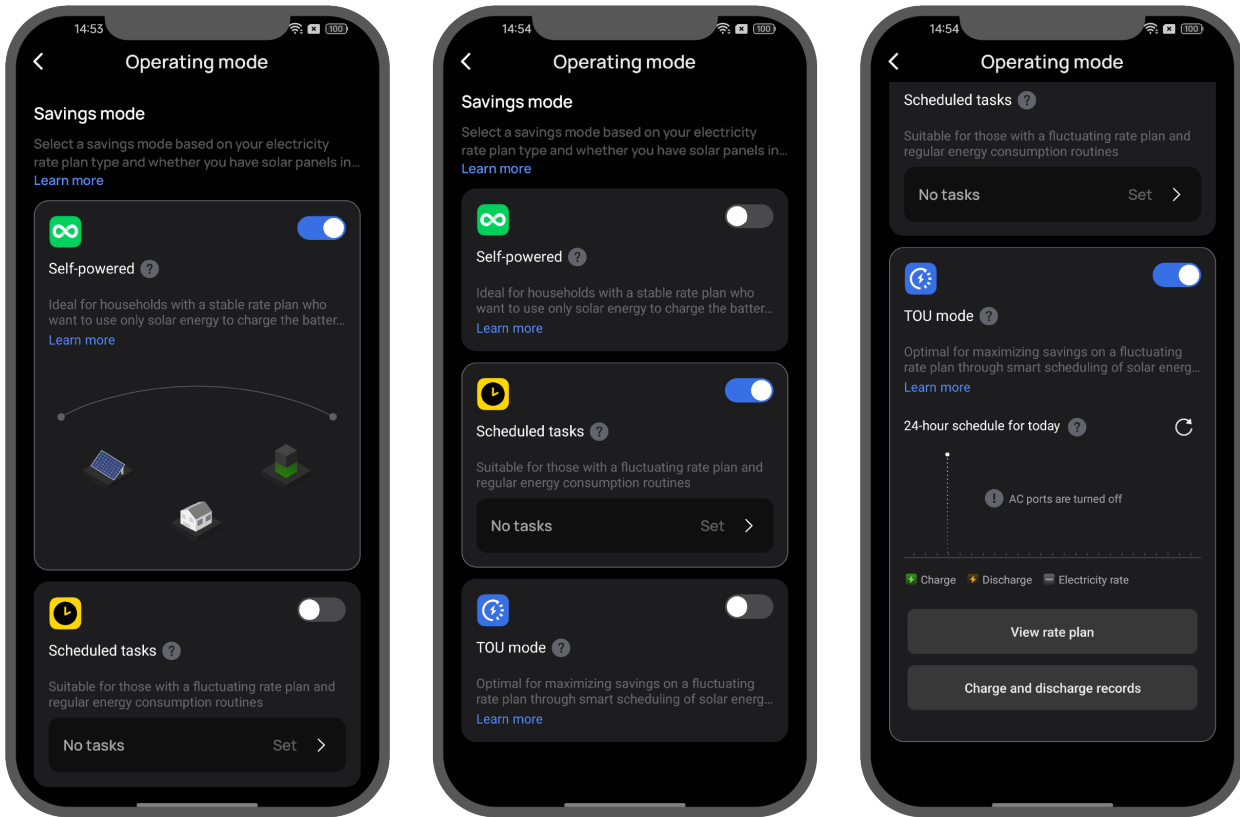 14:53
100
Operating mode
Savings mode
Select a savings mode based on your electricity
rate plan type and whether you have solar panels in...
Learn more
Self-powered ?
Ideal for households with a stable rate plan who
want to use only solar energy to charge the batter...
Learn more
Scheduled tasks ?
Suitable for those with a fluctuating rate plan and
regular energy consumption routines
No tasks Set
14:54
100
Operating mode
Savings mode
Select a savings mode based on your electricity
rate plan type and whether you have solar panels in...
Learn more
Self-powered ?
Ideal for households with a stable rate plan who
want to use only solar energy to charge the batter...
Learn more
Scheduled tasks ?
Suitable for those with a fluctuating rate plan and
regular energy consumption routines
No tasks Set
TOU mode ?
Optimal for maximizing savings on a fluctuating
rate plan through smart scheduling of solar energ...
Learn more
14:54
100
Operating mode
Scheduled tasks ?
Suitable for those with a fluctuating rate plan and
regular energy consumption routines
No tasks Set
TOU mode ?
Optimal for maximizing savings on a fluctuating
rate plan through smart scheduling of solar energ...
Learn more
24-hour schedule for today ?
! AC ports are turned off
Charge Discharge Electricity rate
View rate plan
Charge and discharge records